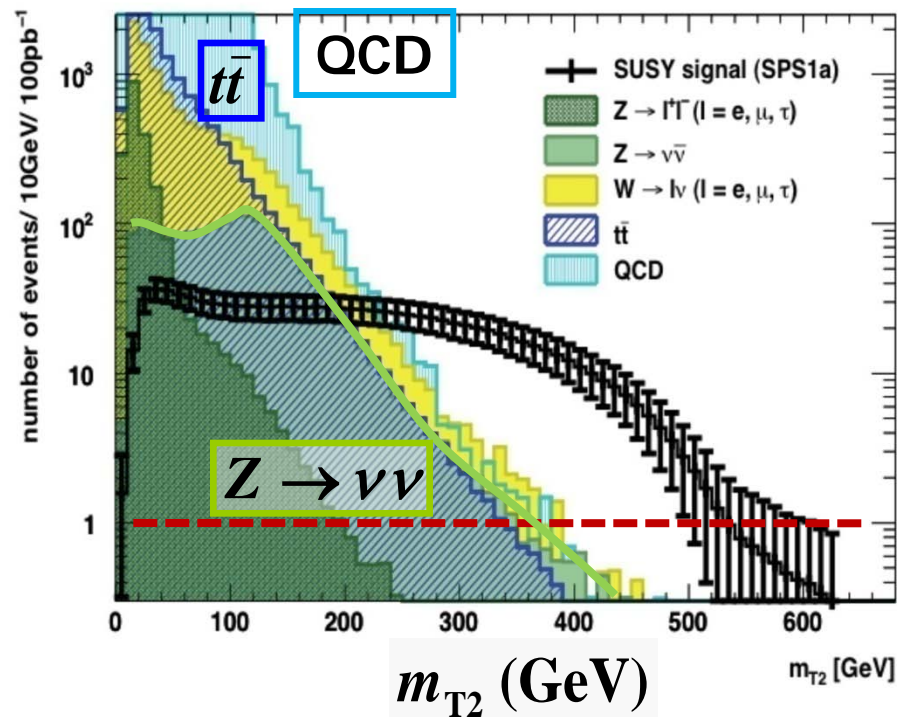 number of events/ 10GeV/ 100pb⁻¹
10³
10²
10
1
tt̄
QCD
SUSY signal (SPS1a)
Z → l⁺l⁻ (l = e, μ, τ)
Z → νν̄
W → lν (l = e, μ, τ)
tt̄
QCD
Z → νν
0 100 200 300 400 500 600
m_T2 [GeV]
m_T2 (GeV)